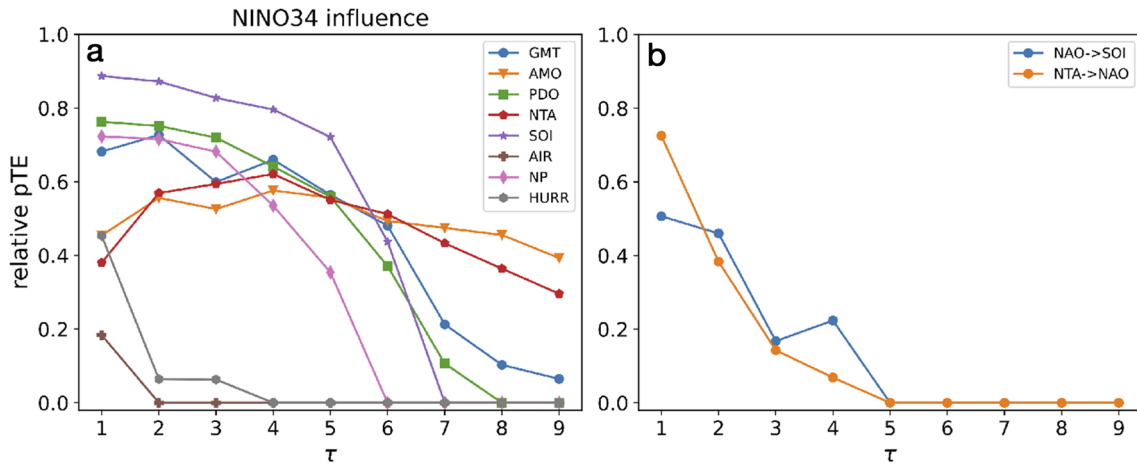 NINO34 influence
a
GMT
AMO
PDO
NTA
SOI
AIR
NP
HURR
relative pTE
1.0
0.8
0.6
0.4
0.2
0.0
1 2 3 4 5 6 7 8 9
τ
b
NAO->SOI
NTA->NAO
1.0
0.8
0.6
0.4
0.2
0.0
1 2 3 4 5 6 7 8 9
τ